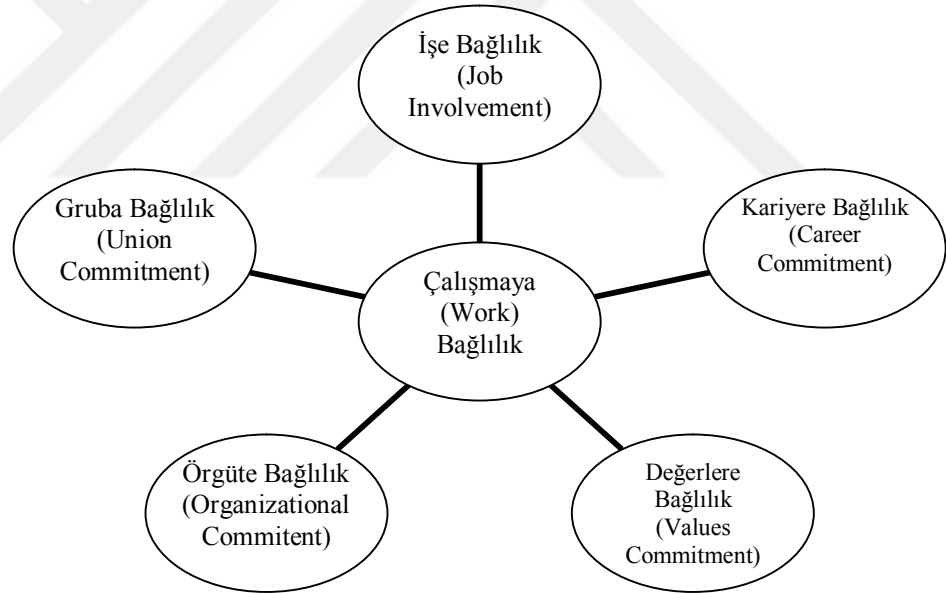 İşe Bağlılık
(Job
Involvement)
Gruba Bağlılık
(Union
Commitment)
Kariyere Bağlılık
(Career
Commitment)
Çalışmaya
(Work)
Bağlılık
Örgüte Bağlılık
(Organizational
Commitent)
Değerlere
Bağlılık
(Values
Commitment)